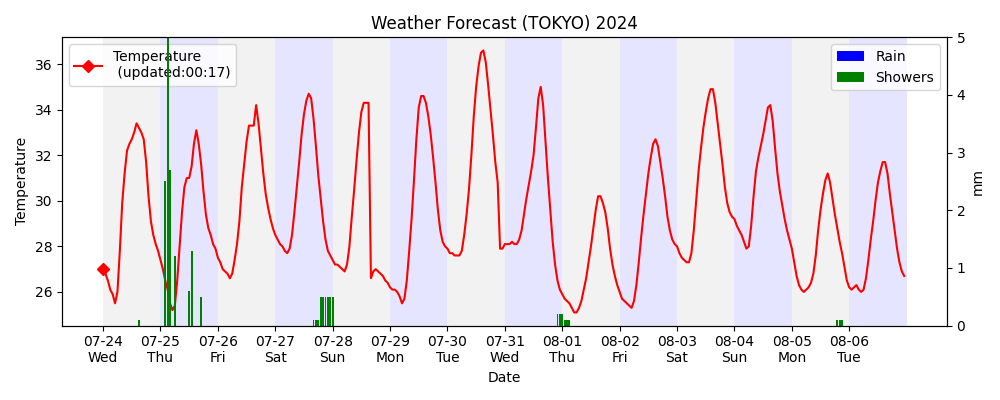 Weather Forecast (TOKYO) 2024
Temperature
(updated:00:17)
Rain
Showers
Temperature
36
34
32
30
28
26
5
4
3
2
1
0
mm
07-24 07-25 07-26 07-27 07-28 07-29 07-30 07-31 08-01 08-02 08-03 08-04 08-05 08-06
Wed Thu Fri Sat Sun Mon Tue Wed Thu Fri Sat Sun Mon Tue
Date